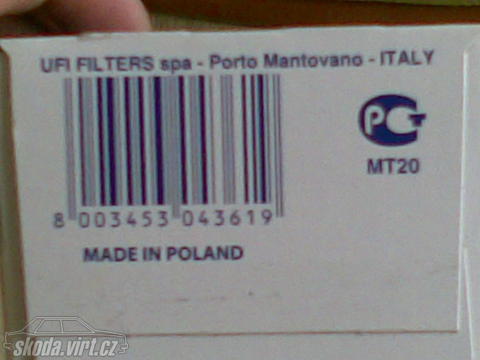 UFI FILTERS spa - Porto Mantovano - ITALY
PG
MT20
8 003453 043619
MADE IN POLAND
skoda.virt.cz